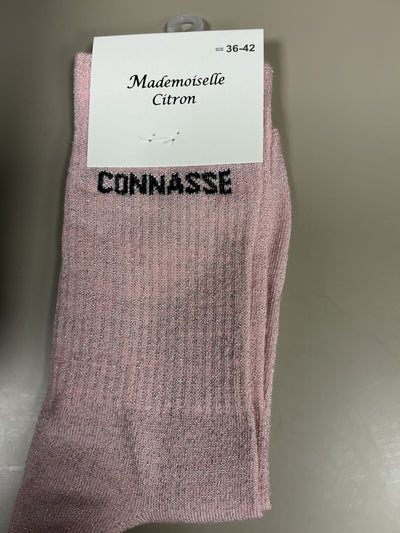 SIZE 36-42
Mademoiselle
Citron
CONNASSE